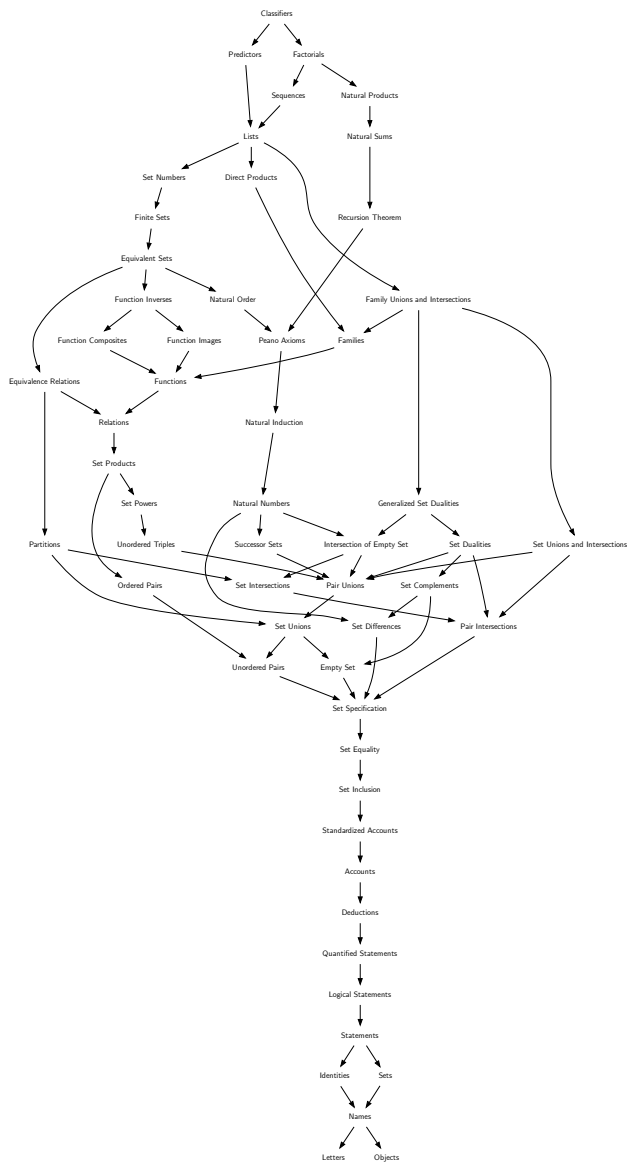 Classifiers
Predictors Factorials
Sequences Natural Products
Lists Natural Sums
Set Numbers Direct Products
Finite Sets Recursion Theorem
Equivalent Sets
Function Inverses Natural Order Family Unions and Intersections
Function Composites Function Images Peano Axioms Families
Equivalence Relations Functions
Relations Natural Induction
Set Products
Set Powers Natural Numbers Generalized Set Dualities
Partitions Unordered Triples Successor Sets Intersection of Empty Set Set Dualities Set Unions and Intersections
Ordered Pairs Set Intersections Pair Unions Set Complements
Set Unions Set Differences Pair Intersections
Unordered Pairs Empty Set
Set Specification
Set Equality
Set Inclusion
Standardized Accounts
Accounts
Deductions
Quantified Statements
Logical Statements
Statements
Identities Sets
Names
Letters Objects